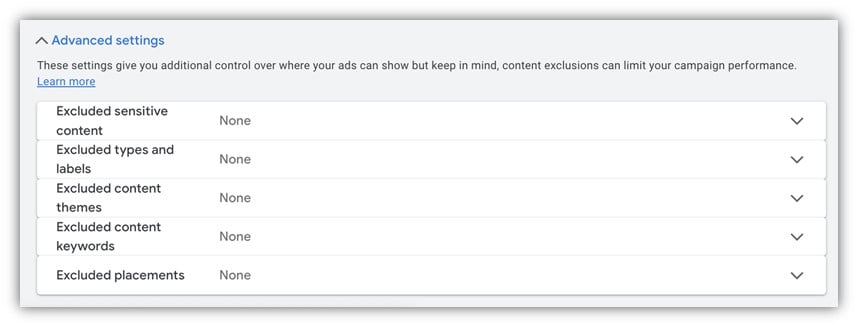 Advanced settings
These settings give you additional control over where your ads can show but keep in mind, content exclusions can limit your campaign performance.
Learn more
Excluded sensitive
content
None
Excluded types and
labels
None
Excluded content
themes
None
Excluded content
keywords
None
Excluded placements
None